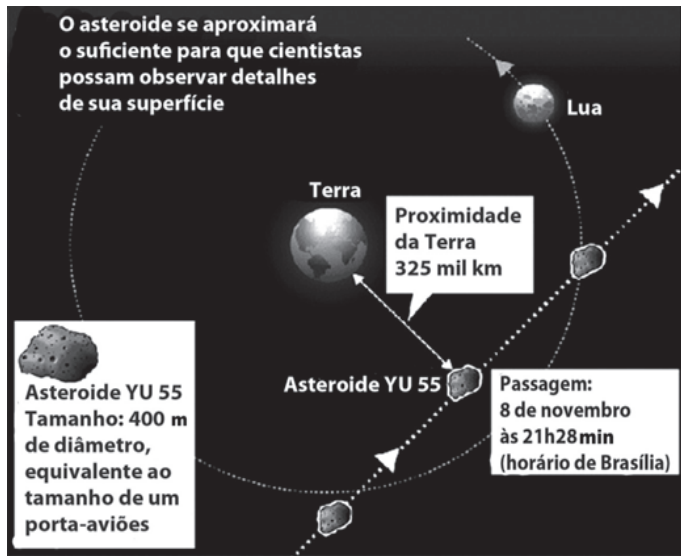 O asteroide se aproximará
o suficiente para que cientistas
possam observar detalhes
de sua superfície
Lua
Terra
Proximidade
da Terra
325 mil km
Asteroide YU 55
Passagem:
8 de novembro
às 21h28min
(horário de Brasília)
Asteroide YU 55
Tamanho: 400 m
de diâmetro,
equivalente ao
tamanho de um
porta-aviões